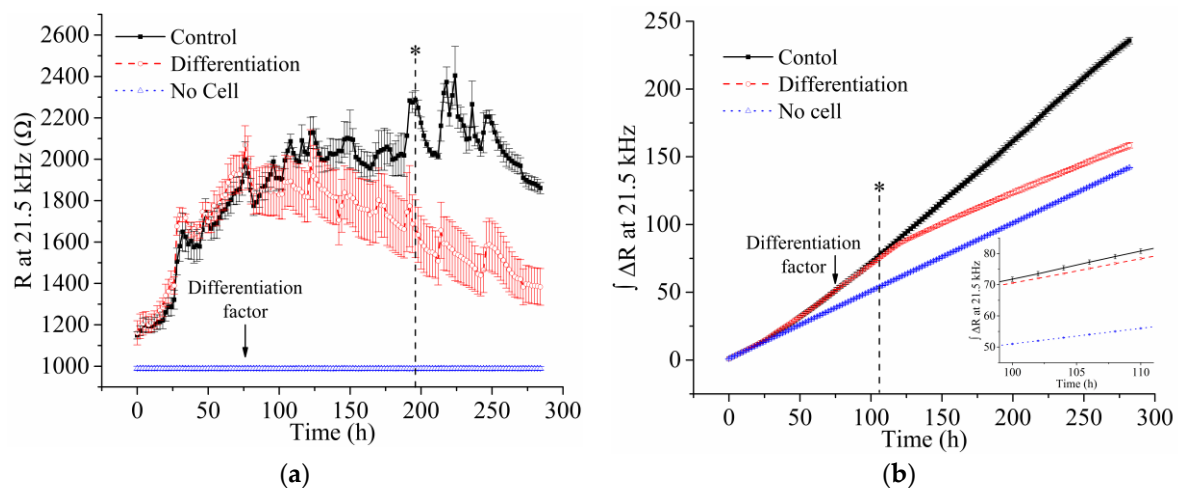 2600
2400
2200
2000
1800
1600
1400
1200
1000
R at 21.5 kHz (Ω)
Control
Differentiation
No Cell
*
Differentiation
factor
0 50 100 150 200 250 300
Time (h)
(a)
250
200
150
100
50
0
∫ ΔR at 21.5 kHz
Contol
Differentiation
No cell
*
Differentiation
factor
80
70
60
50
∫ ΔR at 21.5 kHz
100 105 110
Time (h)
0 50 100 150 200 250 300
Time (h)
(b)